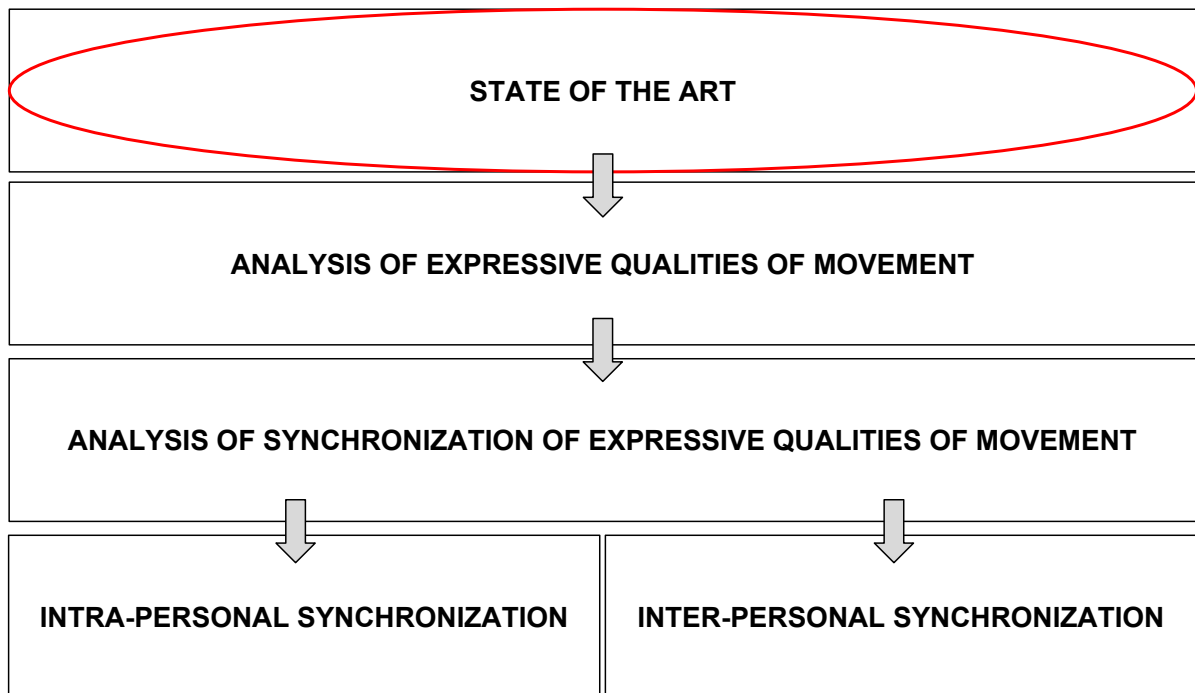 STATE OF THE ART
ANALYSIS OF EXPRESSIVE QUALITIES OF MOVEMENT
ANALYSIS OF SYNCHRONIZATION OF EXPRESSIVE QUALITIES OF MOVEMENT
INTRA-PERSONAL SYNCHRONIZATION
INTER-PERSONAL SYNCHRONIZATION